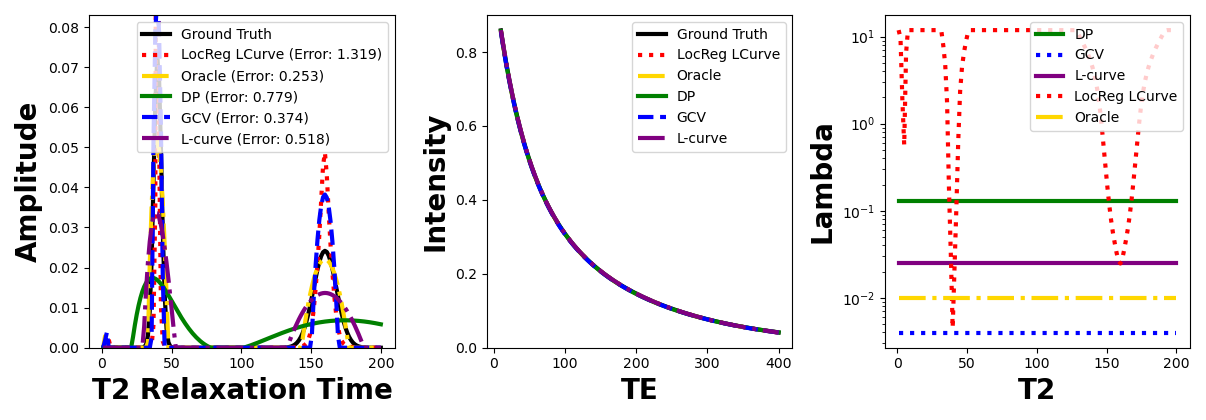 0.08
0.07
0.06
0.05
0.04
0.03
0.02
0.01
0.00
0
50
100
150
200
Amplitude
T2 Relaxation Time
Ground Truth
LocReg LCurve (Error: 1.319)
Oracle (Error: 0.253)
DP (Error: 0.779)
GCV (Error: 0.374)
L-curve (Error: 0.518)
0.8
0.6
0.4
0.2
0.0
0
100
200
300
400
Intensity
TE
Ground Truth
LocReg LCurve
Oracle
DP
GCV
L-curve
10¹
10⁰
10⁻¹
10⁻²
0
50
100
150
200
Lambda
T2
DP
GCV
L-curve
LocReg LCurve
Oracle